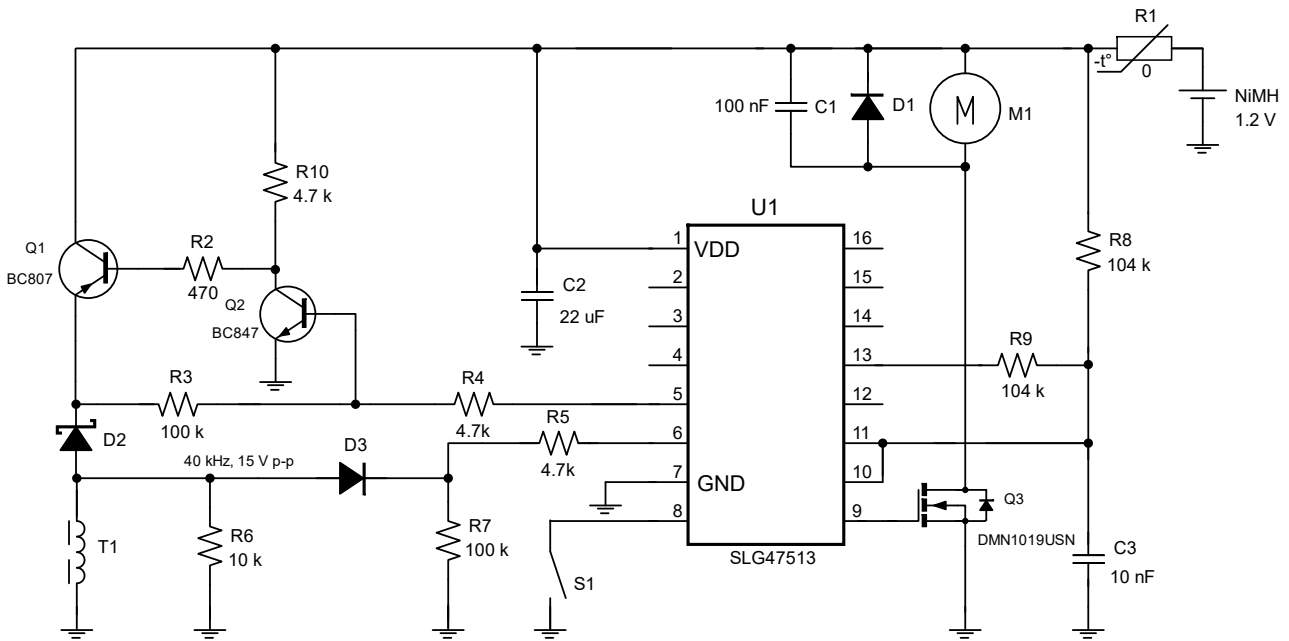 R1
-t°
0
NiMH
1.2 V
100 nF
C1
D1
M
M1
R10
4.7 k
U1
Q1
BC807
R2
470
Q2
BC847
C2
22 uF
1
VDD
2
3
4
5
6
7
GND
8
16
15
14
13
12
11
10
9
SLG47513
R8
104 k
R9
104 k
R3
100 k
R4
4.7k
R5
4.7k
D2
D3
40 kHz, 15 V p-p
T1
R6
10 k
R7
100 k
S1
Q3
DMN1019USN
C3
10 nF